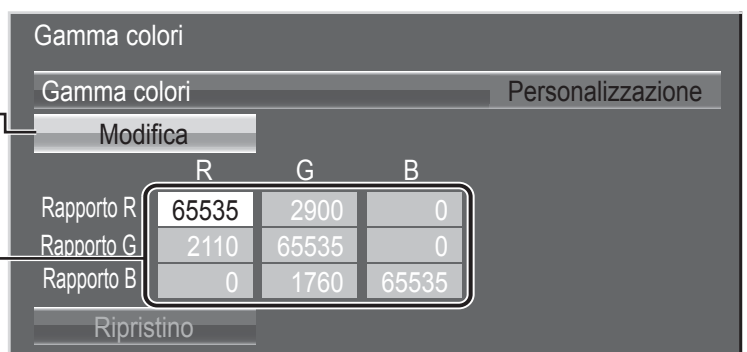 Gamma colori
Gamma colori Personalizzazione
Modifica
R G B
Rapporto R 65535 2900 0
Rapporto G 2110 65535 0
Rapporto B 0 1760 65535
Ripristino